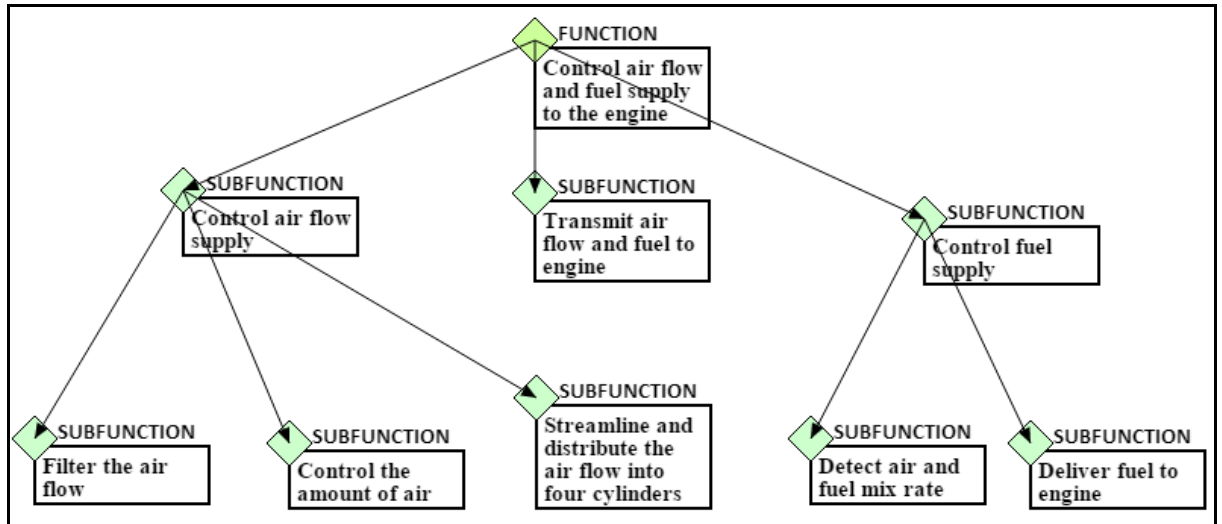 FUNCTION
Control air flow
and fuel supply
to the engine
SUBFUNCTION
Control air flow
supply
SUBFUNCTION
Transmit air
flow and fuel to
engine
SUBFUNCTION
Control fuel
supply
SUBFUNCTION
Filter the air
flow
SUBFUNCTION
Control the
amount of air
SUBFUNCTION
Streamline and
distribute the
air flow into
four cylinders
SUBFUNCTION
Detect air and
fuel mix rate
SUBFUNCTION
Deliver fuel to
engine